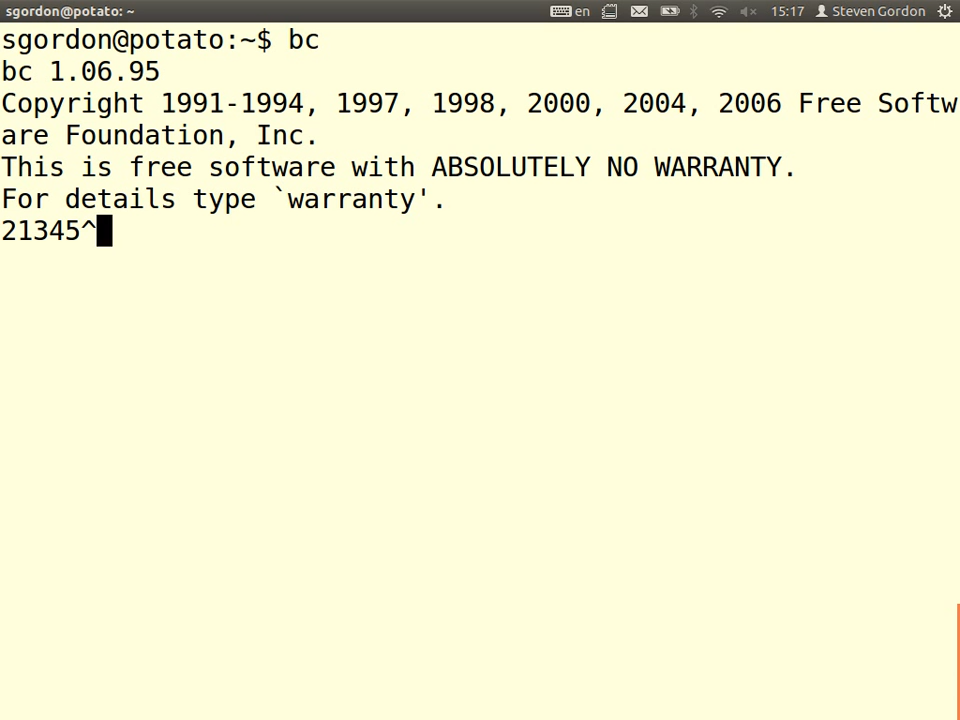 sgordon@potato: ~
en
15:17
Steven Gordon
sgordon@potato:~$ bc
bc 1.06.95
Copyright 1991-1994, 1997, 1998, 2000, 2004, 2006 Free Softw
are Foundation, Inc.
This is free software with ABSOLUTELY NO WARRANTY.
For details type `warranty'.
21345^